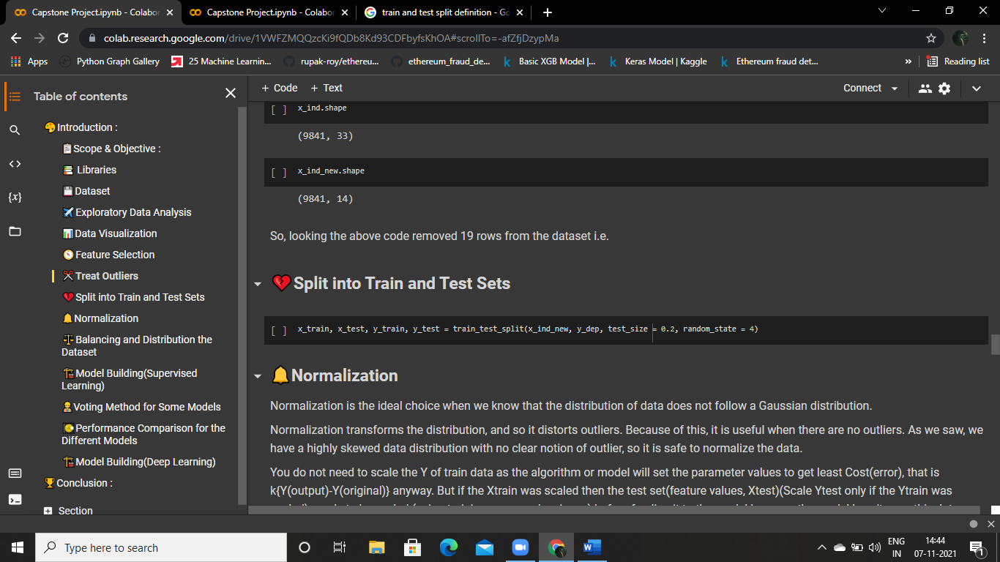 Capstone Project.ipynb - Colabor
Capstone Project.ipynb - Colabor
train and test split definition - Go
colab.research.google.com/drive/1VWFZMQQzcKi9fQDb8Kd93CDFbyfsKhOA#scrollTo=-afZfjDzypMa
Apps
Python Graph Gallery
25 Machine Learnin...
rupak-roy/ethereu...
ethereum_fraud_de...
Basic XGB Model |...
Keras Model | Kaggle
Ethereum fraud det...
»
Reading list
Table of contents
Introduction :
Scope & Objective :
Libraries
Dataset
Exploratory Data Analysis
Data Visualization
Feature Selection
Treat Outliers
Split into Train and Test Sets
Normalization
Balancing and Distribution the
Dataset
Model Building(Supervised
Learning)
Voting Method for Some Models
Performance Comparison for the
Different Models
Model Building(Deep Learning)
Conclusion :
Section
+ Code
+ Text
Connect
[ ] x_ind.shape
(9841, 33)
[ ] x_ind_new.shape
(9841, 14)
So, looking the above code removed 19 rows from the dataset i.e.
Split into Train and Test Sets
[ ] x_train, x_test, y_train, y_test = train_test_split(x_ind_new, y_dep, test_size = 0.2, random_state = 4)
Normalization
Normalization is the ideal choice when we know that the distribution of data does not follow a Gaussian distribution.
Normalization transforms the distribution, and so it distorts outliers. Because of this, it is useful when there are no outliers. As we saw, we
have a highly skewed data distribution with no clear notion of outlier, so it is safe to normalize the data.
You do not need to scale the Y of train data as the algorithm or model will set the parameter values to get least Cost(error), that is
k{Y(output)-Y(original)} anyway. But if the Xtrain was scaled then the test set(feature values, Xtest)(Scale Ytest only if the Ytrain was
Type here to search
ENG
IN
14:44
07-11-2021
1